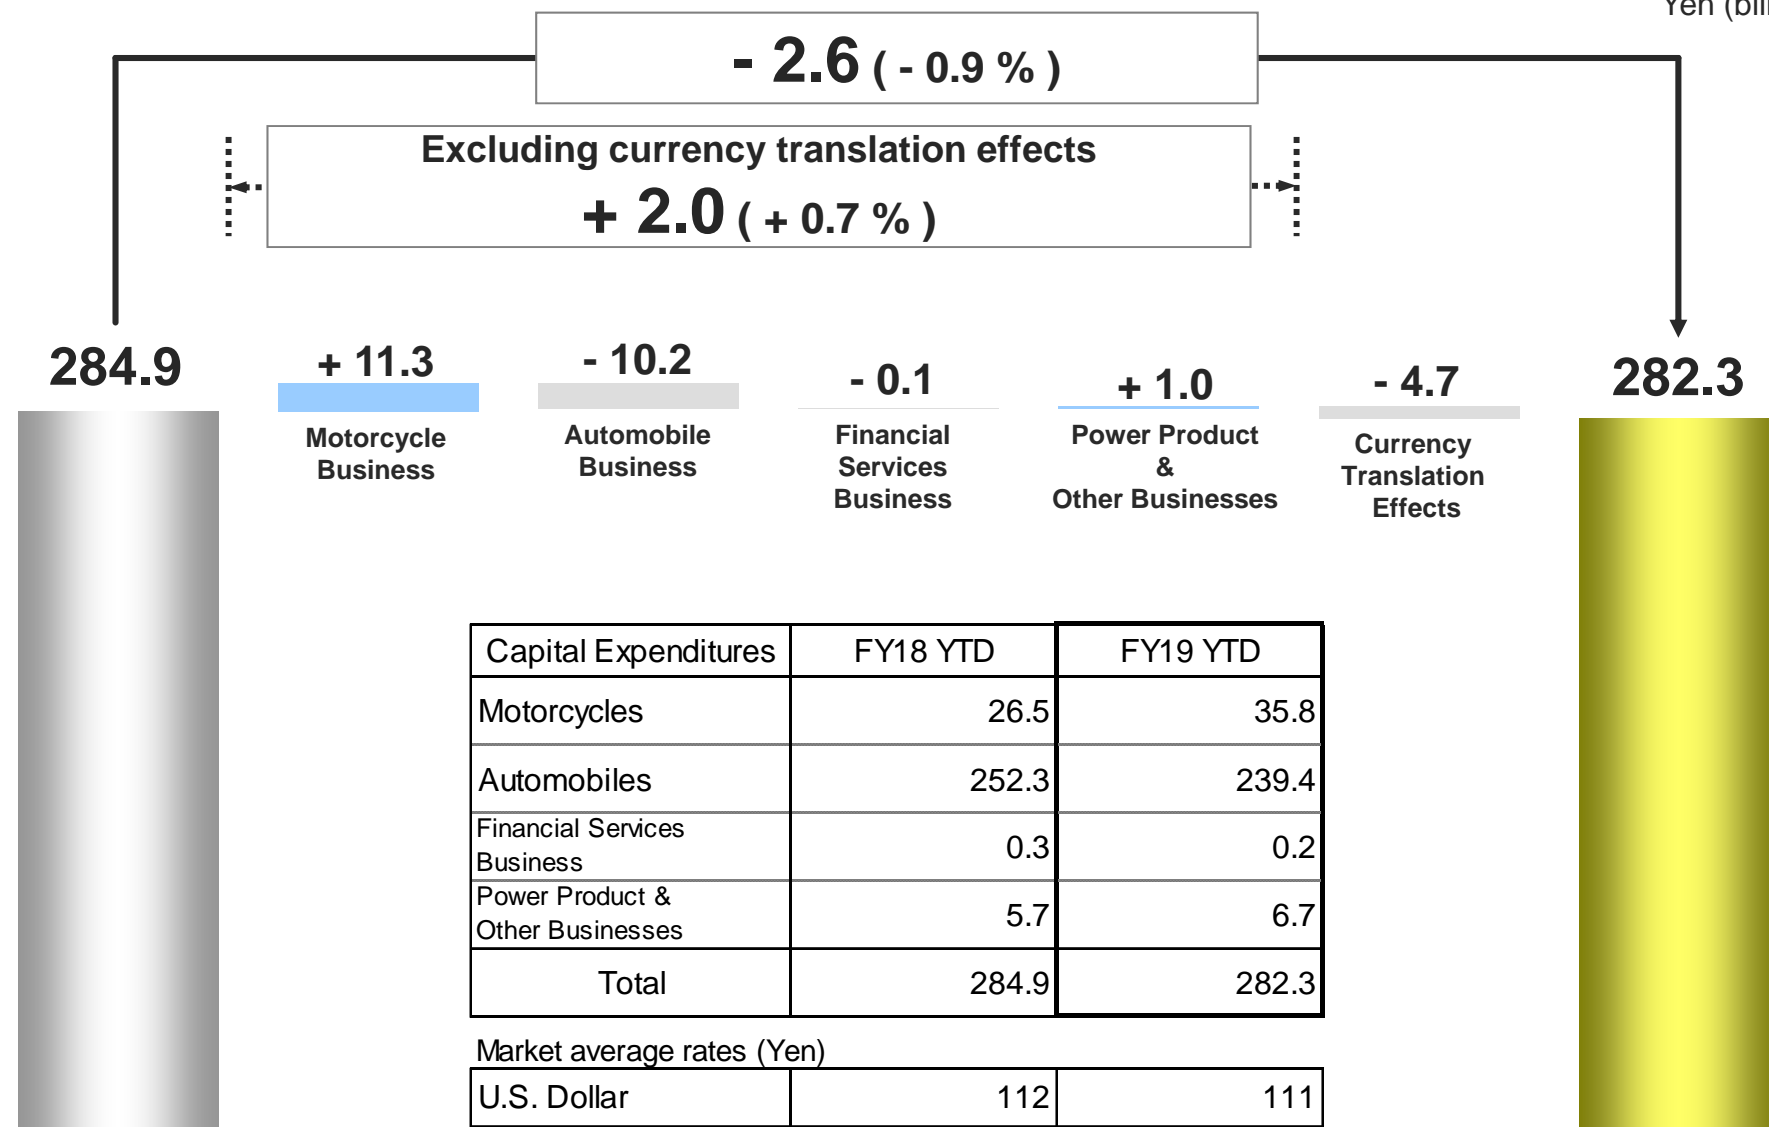 Yen (bill
- 2.6 ( - 0.9 % )
Excluding currency translation effects
+ 2.0 ( + 0.7 % )
284.9
+ 11.3
- 10.2
- 0.1
+ 1.0
- 4.7
282.3
Motorcycle
Business
Automobile
Business
Financial
Services
Business
Power Product
&
Other Businesses
Currency
Translation
Effects
Capital Expenditures FY18 YTD FY19 YTD
Motorcycles 26.5 35.8
Automobiles 252.3 239.4
Financial Services
Business 0.3 0.2
Power Product &
Other Businesses 5.7 6.7
Total 284.9 282.3
Market average rates (Yen)
U.S. Dollar 112 111